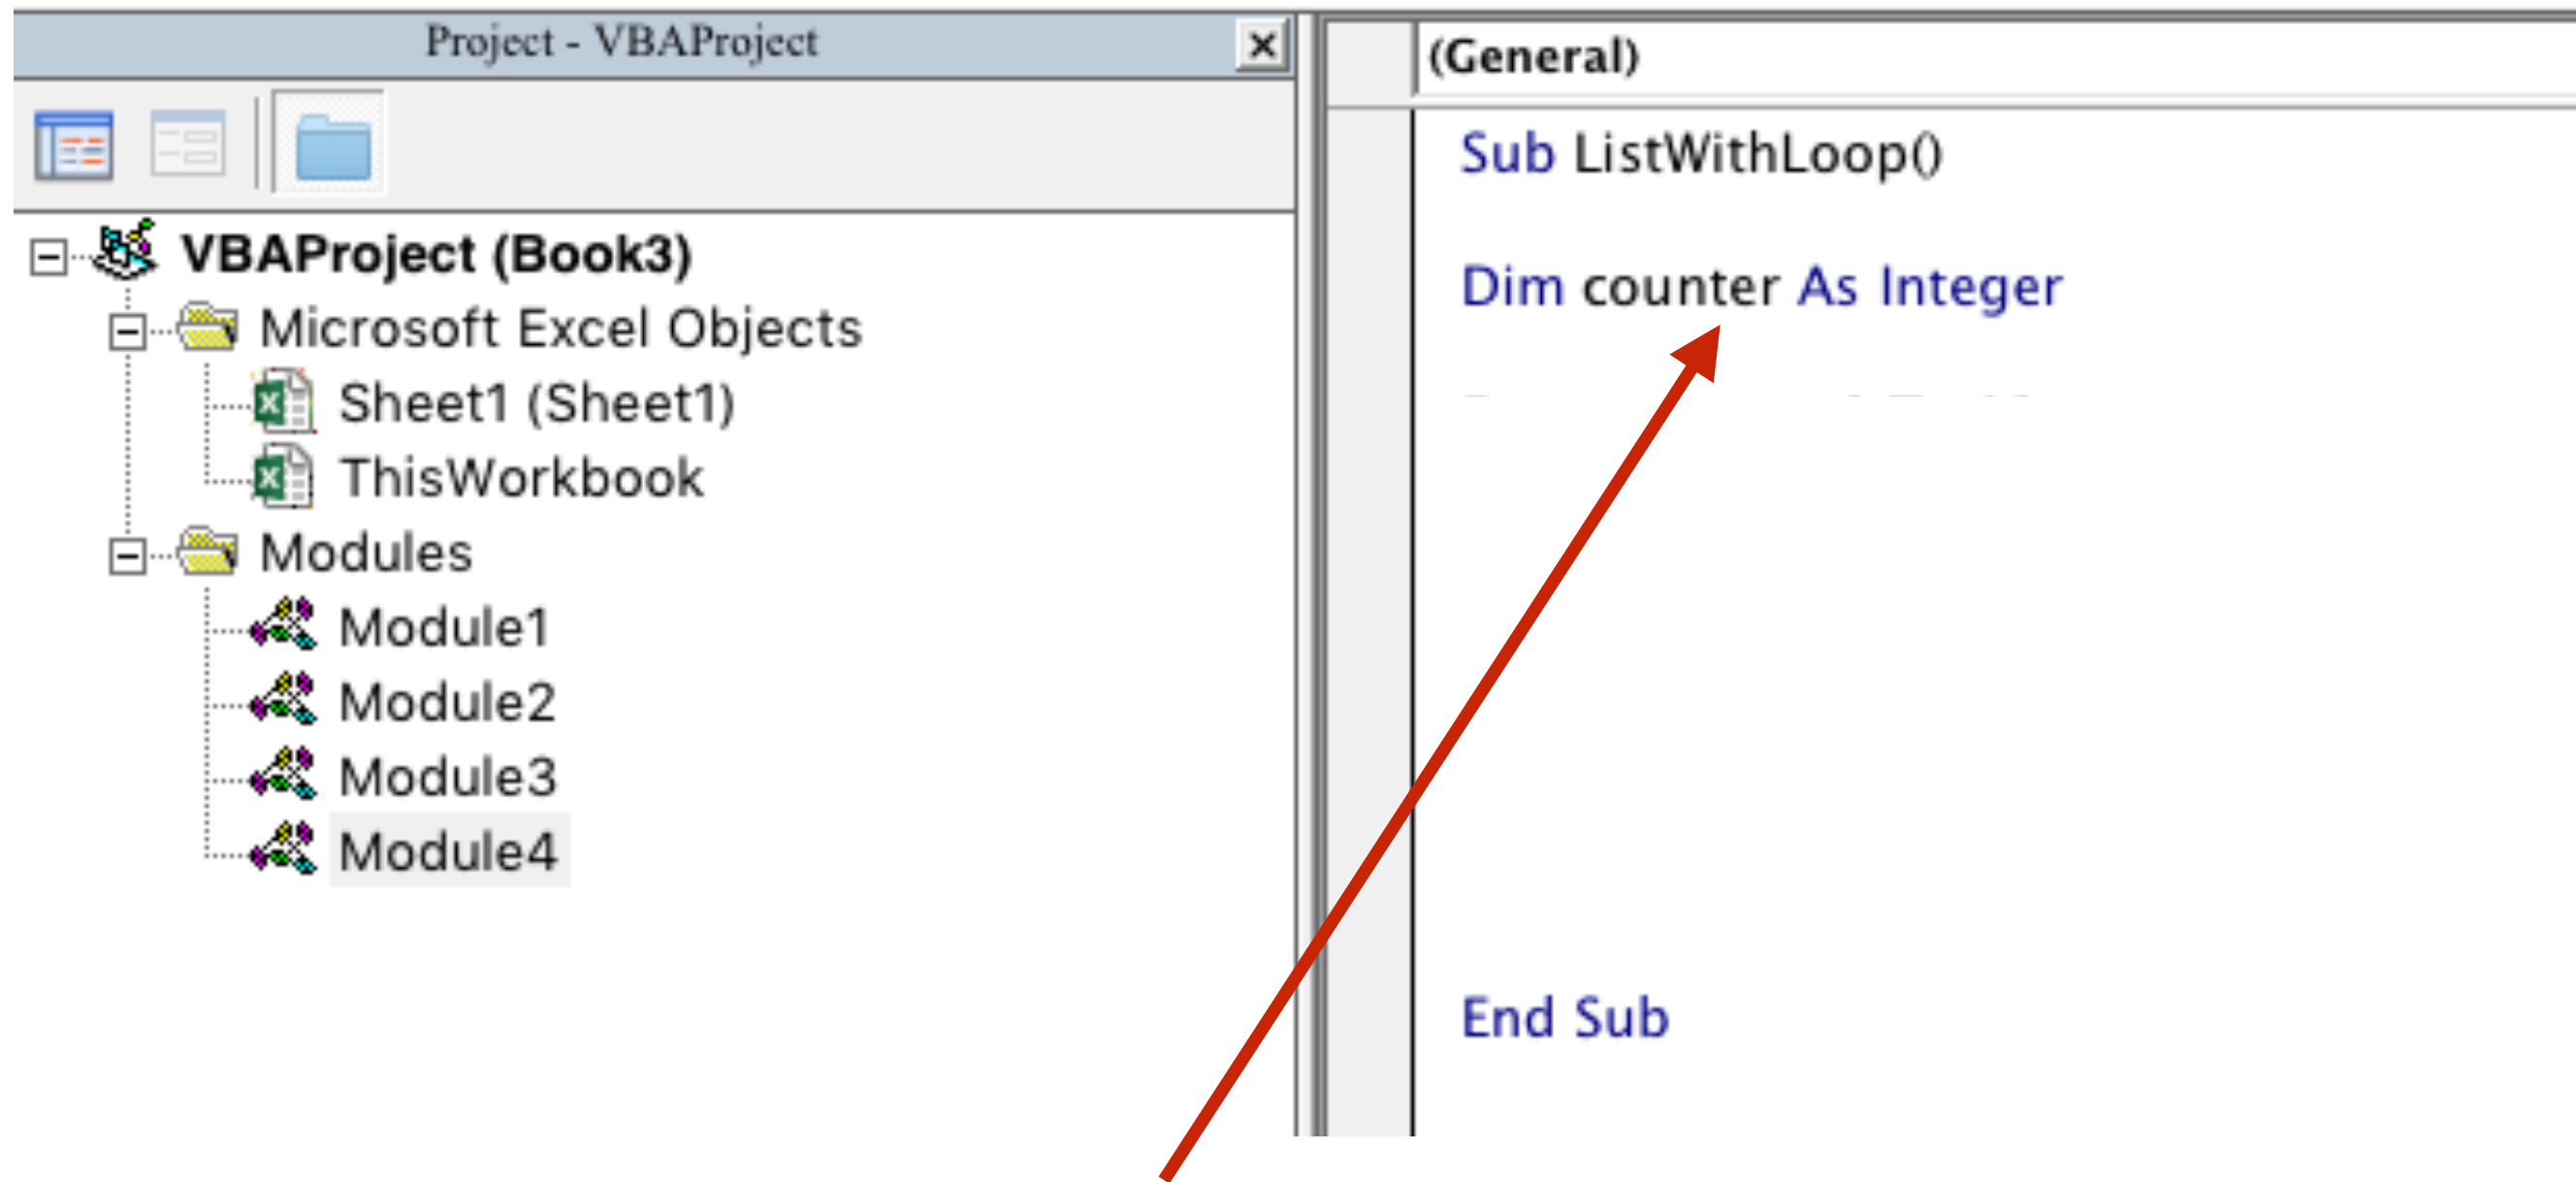 Project - VBAProject
VBAProject (Book3)
Microsoft Excel Objects
Sheet1 (Sheet1)
ThisWorkbook
Modules
Module1
Module2
Module3
Module4
(General)
Sub ListWithLoop()
Dim counter As Integer
End Sub